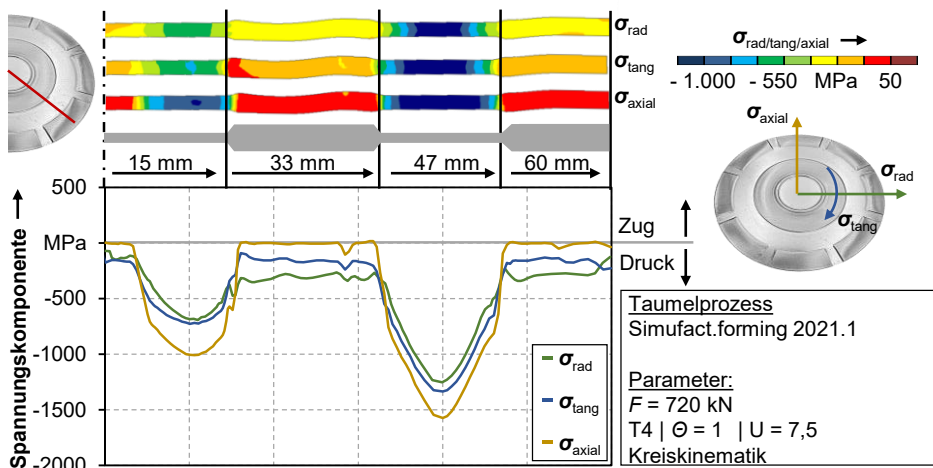 σrad
σtang
σaxial
σrad/tang/axial
- 1.000 - 550 MPa 50
15 mm 33 mm 47 mm 60 mm
σaxial
σrad
σtang
Spannungskomponente
500
MPa
-500
-1000
-1500
-2000
Zug
Druck
σrad
σtang
σaxial
Taumelprozess
Simufact.forming 2021.1
Parameter:
F = 720 kN
T4 | Θ = 1 | U = 7,5
Kreiskinematik